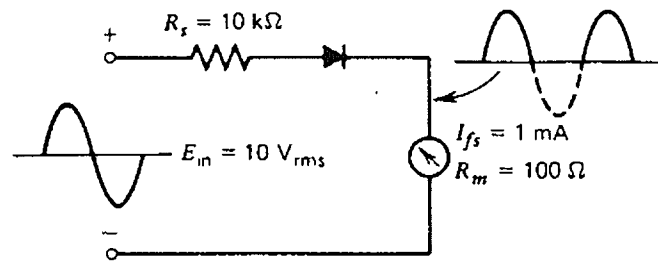 R_s = 10 kΩ
+
E_in = 10 V_rms
I_fs = 1 mA
R_m = 100 Ω
−